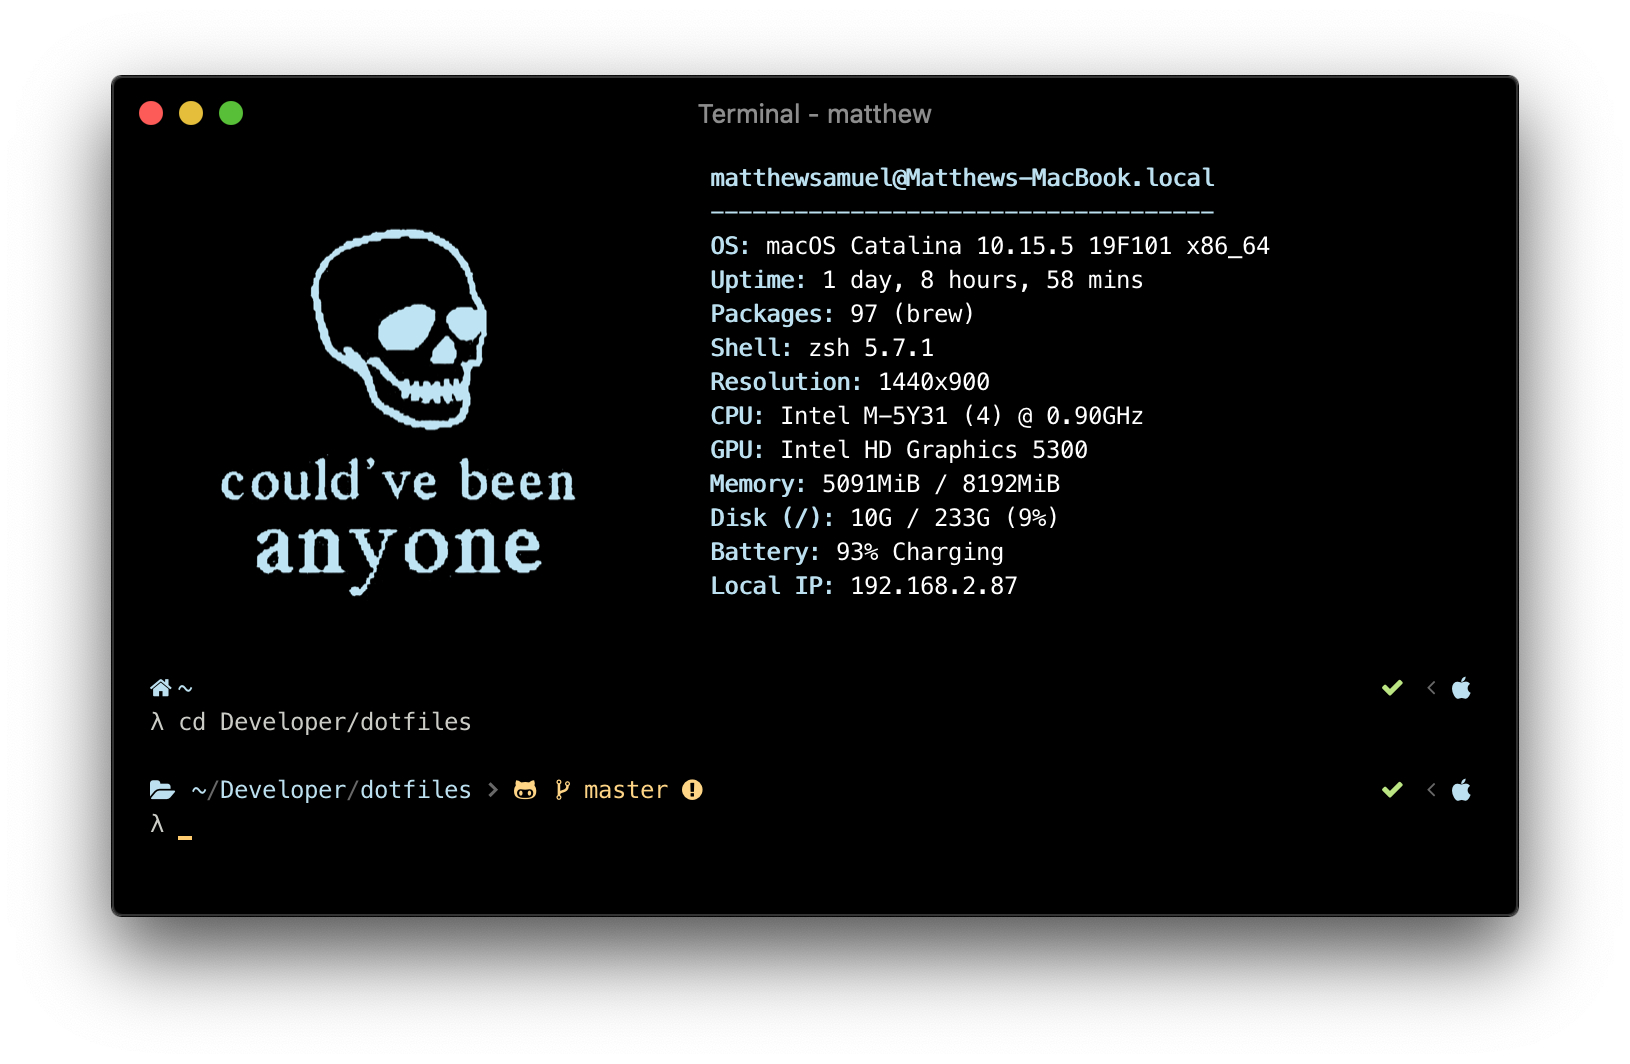 Terminal - matthew
could've been
anyone
matthewsamuel@Matthews-MacBook.local
------------------------------------
OS: macOS Catalina 10.15.5 19F101 x86_64
Uptime: 1 day, 8 hours, 58 mins
Packages: 97 (brew)
Shell: zsh 5.7.1
Resolution: 1440x900
CPU: Intel M-5Y31 (4) @ 0.90GHz
GPU: Intel HD Graphics 5300
Memory: 5091MiB / 8192MiB
Disk (/): 10G / 233G (9%)
Battery: 93% Charging
Local IP: 192.168.2.87
~ <
λ cd Developer/dotfiles
~/Developer/dotfiles > master <
λ _